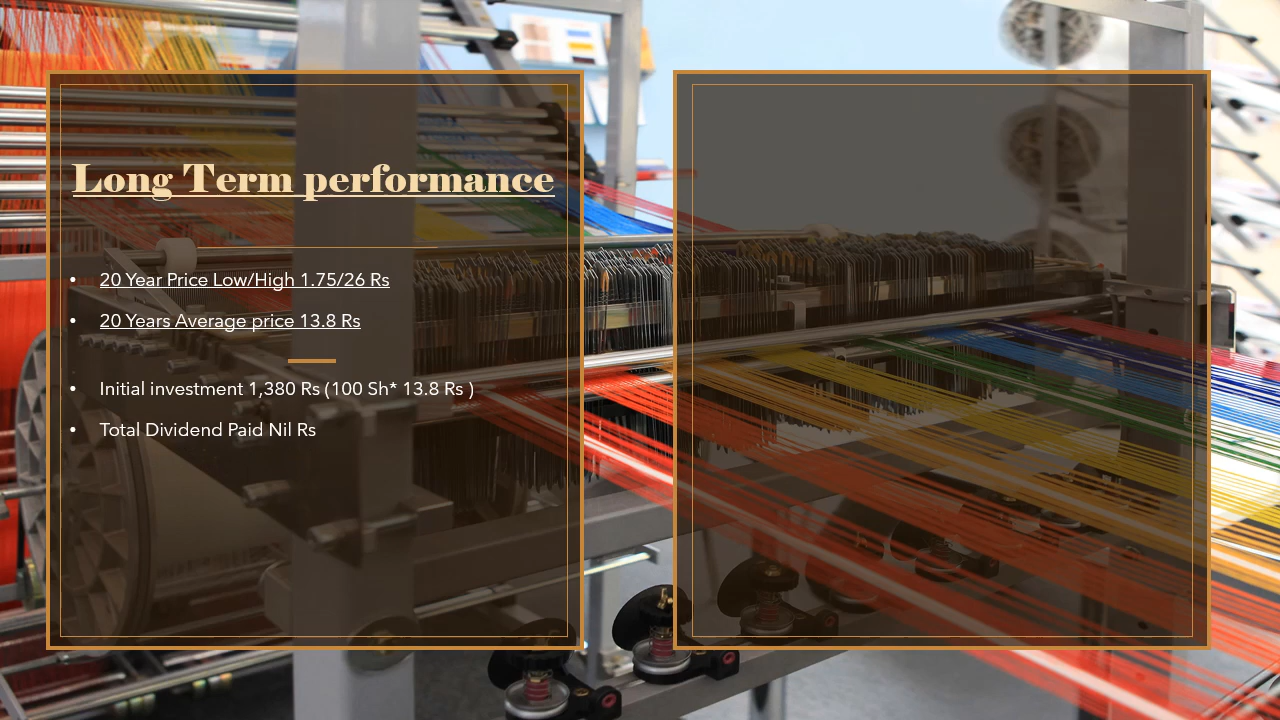 Long Term performance
• 20 Year Price Low/High 1.75/26 Rs
• 20 Years Average price 13.8 Rs
• Initial investment 1,380 Rs (100 Sh* 13.8 Rs )
• Total Dividend Paid Nil Rs